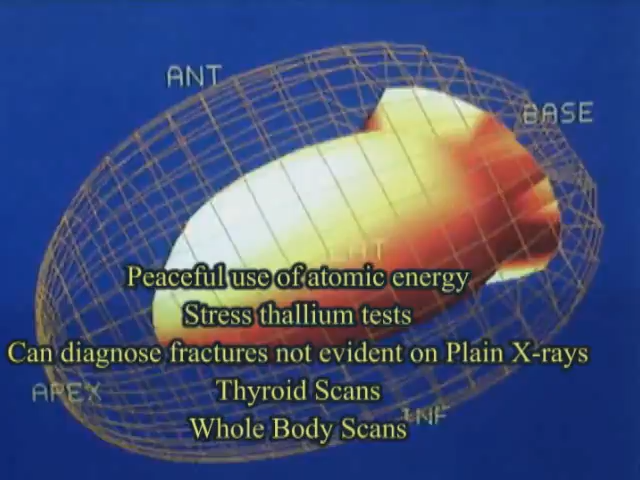 ANT
BASE
LAT
Peaceful use of atomic energy
Stress thallium tests
Can diagnose fractures not evident on Plain X-rays
APEX
Thyroid Scans
INF
Whole Body Scans